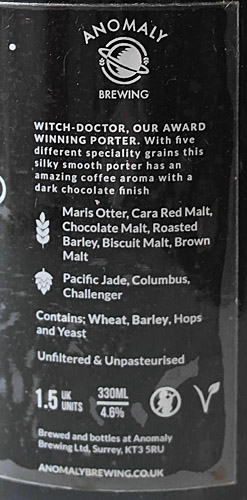 ANOMALY
BREWING
WITCH-DOCTOR, OUR AWARD
WINNING PORTER. With five
different speciality grains this
silky smooth porter has an
amazing coffee aroma with a
dark chocolate finish
Maris Otter, Cara Red Malt,
Chocolate Malt, Roasted
Barley, Biscuit Malt, Brown
Malt
Pacific Jade, Columbus,
Challenger
Contains: Wheat, Barley, Hops
and Yeast
Unfiltered & Unpasteurised
1.5 UK UNITS
330ML
4.6%
Brewed and bottles at Anomaly
Brewing Ltd, Surrey, KT3 5RU
ANOMALYBREWING.CO.UK